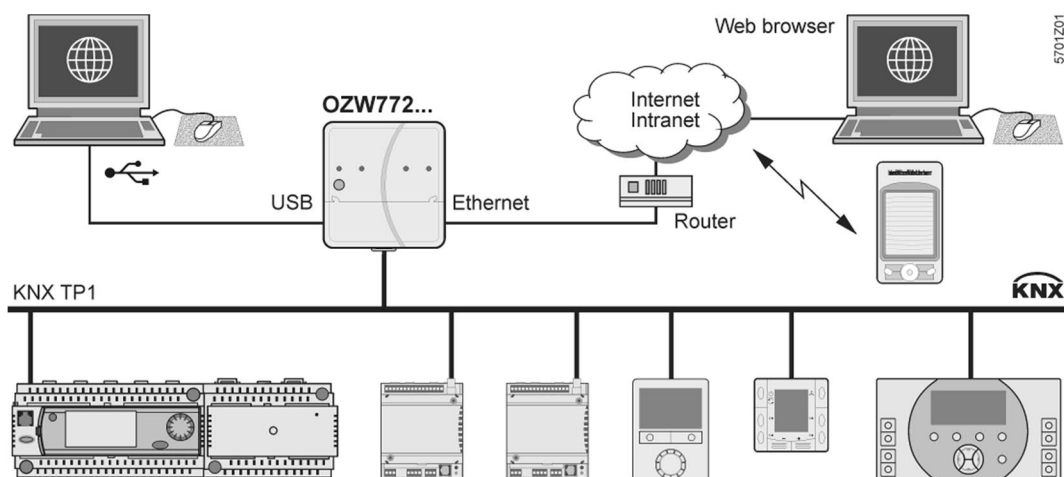 Web browser
5701Z01
OZW772...
Internet
Intranet
USB
Ethernet
Router
KNX TP1
KNX